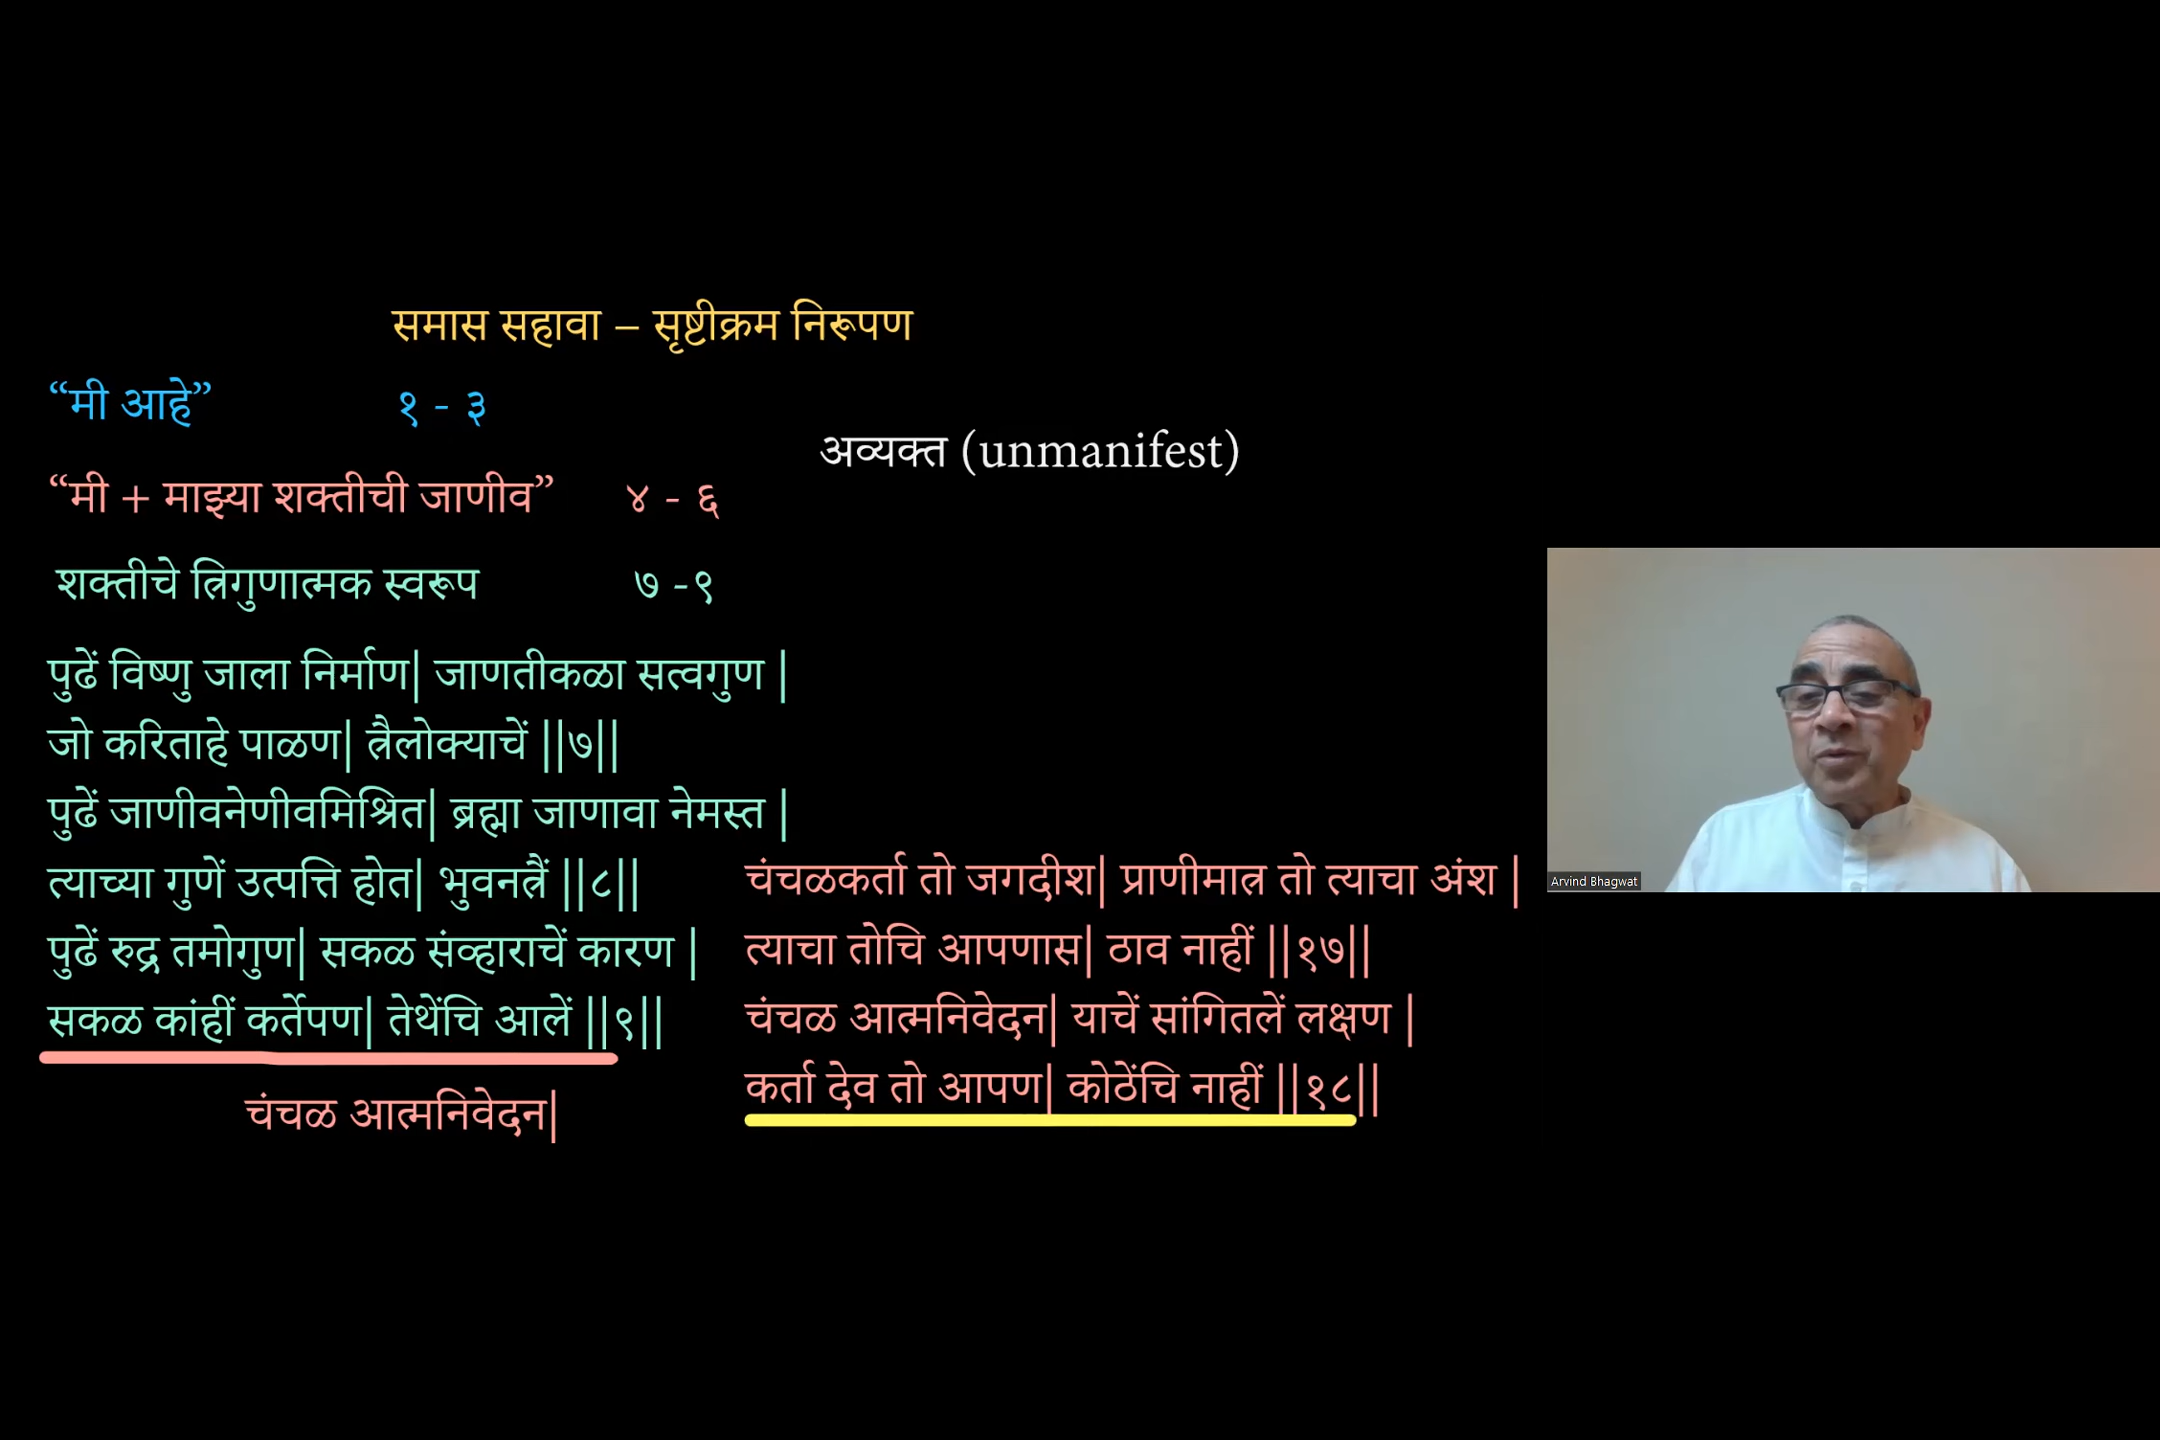 समास सहावा – सृष्टीक्रम निरूपण
“मी आहे” १ - ३
अव्यक्त (unmanifest)
“मी + माझ्या शक्तीची जाणीव” ४ - ६
शक्तीचे त्रिगुणात्मक स्वरूप ७ -९
पुढें विष्णु जाला निर्माण| जाणतीकळा सत्वगुण |
जो करिताहे पाळण| त्रैलोक्याचें ||७||
पुढें जाणीवनेणीवमिश्रित| ब्रह्मा जाणावा नेमस्त |
त्याच्या गुणें उत्पत्ति होत| भुवनत्रैं ||८||
पुढें रुद्र तमोगुण| सकळ संव्हाराचें कारण |
सकळ कांहीं कर्तेपण| तेथेंचि आलें ||९||
चंचळ आत्मनिवेदन|
चंचळकर्ता तो जगदीश| प्राणीमात्र तो त्याचा अंश |
त्याचा तोचि आपणास| ठाव नाहीं ||१७||
चंचळ आत्मनिवेदन| याचें सांगितलें लक्षण |
कर्ता देव तो आपण| कोठेंचि नाहीं ||१८||
Arvind Bhagwat